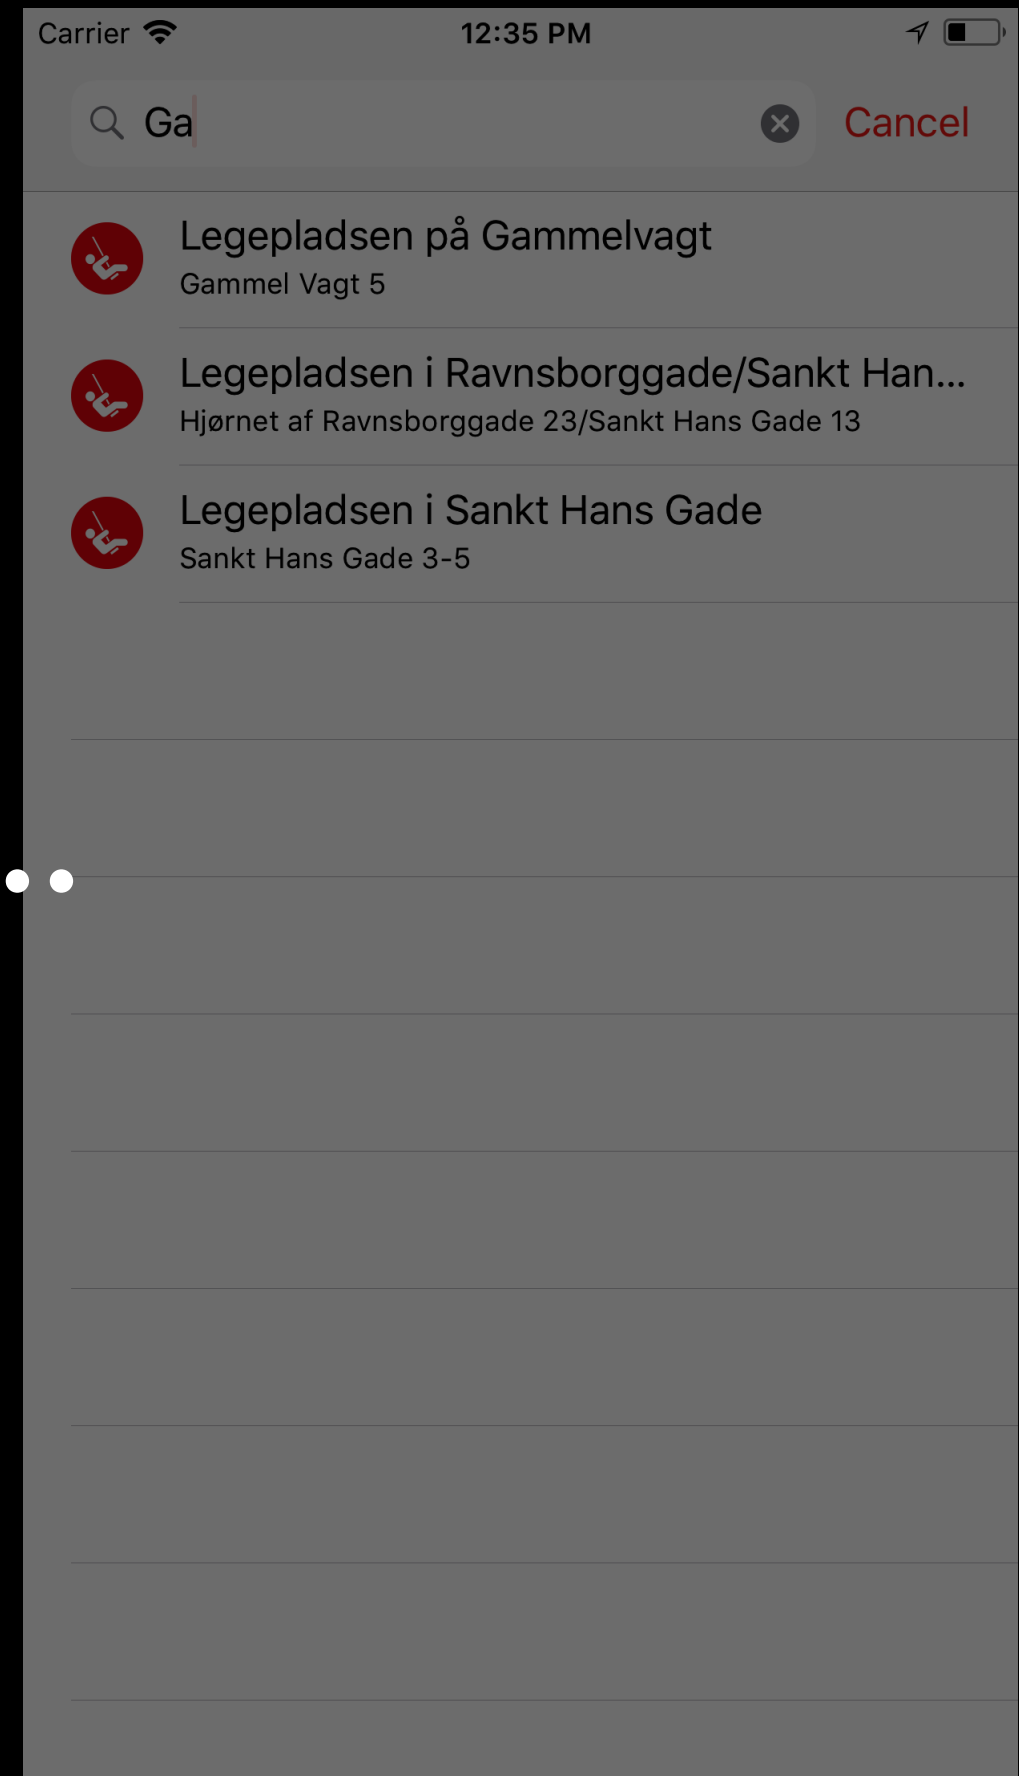 Carrier 12:35 PM
Ga Cancel
Legepladsen på Gammelvagt
Gammel Vagt 5
Legepladsen i Ravnsborggade/Sankt Han...
Hjørnet af Ravnsborggade 23/Sankt Hans Gade 13
Legepladsen i Sankt Hans Gade
Sankt Hans Gade 3-5